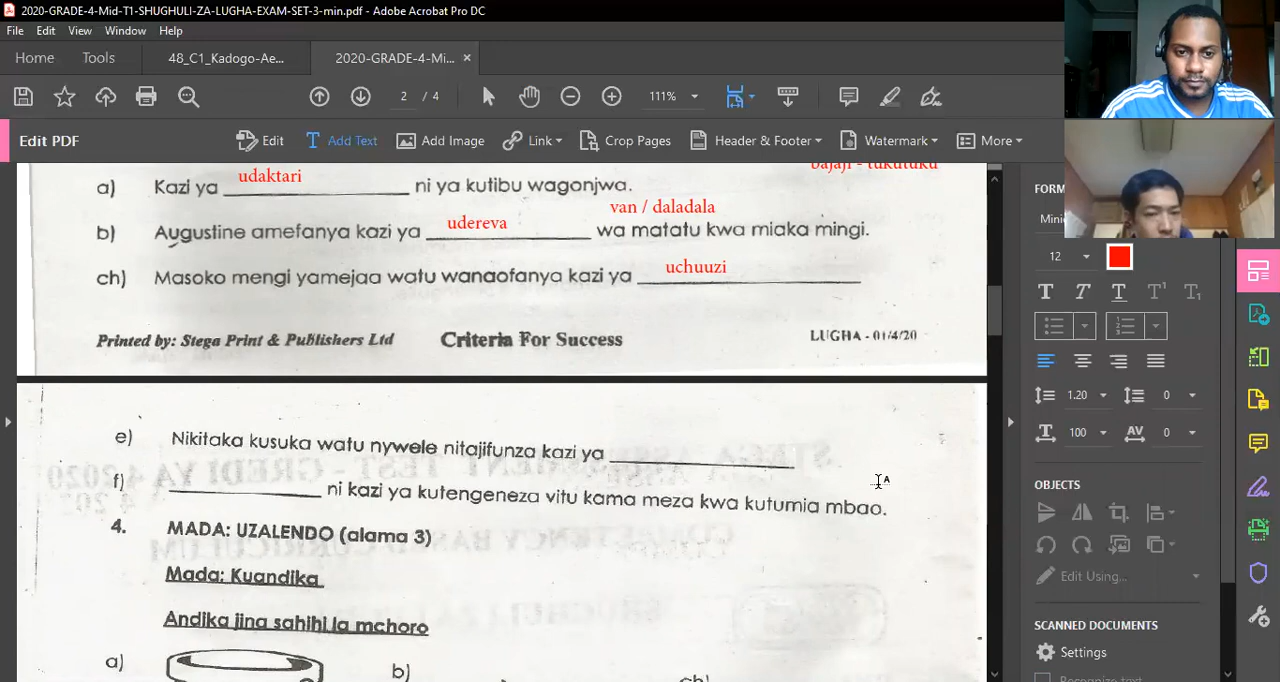 2020-GRADE-4-Mid-T1-SHUGHULI-ZA-LUGHA-EXAM-SET-3-min.pdf - Adobe Acrobat Pro DC
File Edit View Window Help
Home Tools 48_C1_Kadogo-Ae... 2020-GRADE-4-Mi... ×
2 / 4 111%
Edit PDF Edit Add Text Add Image Link Crop Pages Header & Footer Watermark More
bajaji - tukutuku
udaktari
a) Kazi ya ni ya kutibu wagonjwa.
van / daladala
udereva
b) Augustine amefanya kazi ya wa matatu kwa miaka mingi.
uchuuzi
ch) Masoko mengi yamejaa watu wanaofanya kazi ya
Printed by: Stega Print & Publishers Ltd Criteria For Success LUGHA - 01/4/20
e) Nikitaka kusuka watu nywele nitajifunza kazi ya
f) ni kazi ya kutengeneza vitu kama meza kwa kutumia mbao.
4. MADA: UZALENDO (alama 3)
Mada: Kuandika
Andika jina sahihi la mchoro
a) b) ch)
FORM
Mini
12
1.20 0
100 0
OBJECTS
Edit Using...
SCANNED DOCUMENTS
Settings
Recognize text